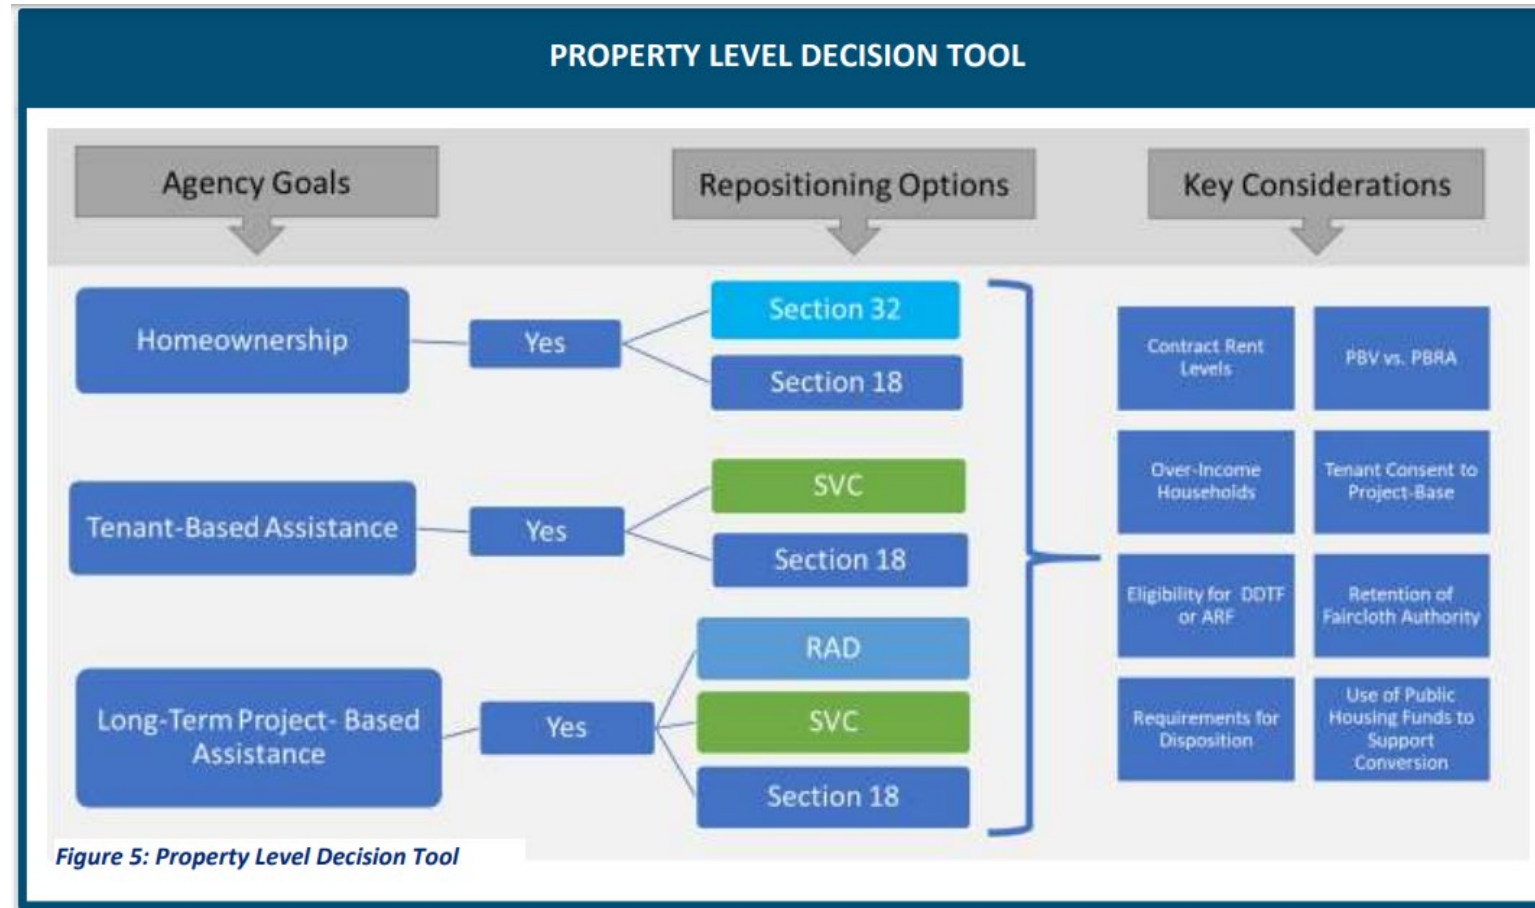 PROPERTY LEVEL DECISION TOOL
Agency Goals
Repositioning Options
Key Considerations
Homeownership
Yes
Section 32
Section 18
Tenant-Based Assistance
Yes
SVC
Section 18
Long-Term Project- Based
Assistance
Yes
RAD
SVC
Section 18
Contract Rent
Levels
PBV vs. PBRA
Over-Income
Households
Tenant Consent to
Project-Base
Eligibility for DDTF
or ARF
Retention of
Faircloth Authority
Requirements for
Disposition
Use of Public
Housing Funds to
Support
Conversion
Figure 5: Property Level Decision Tool